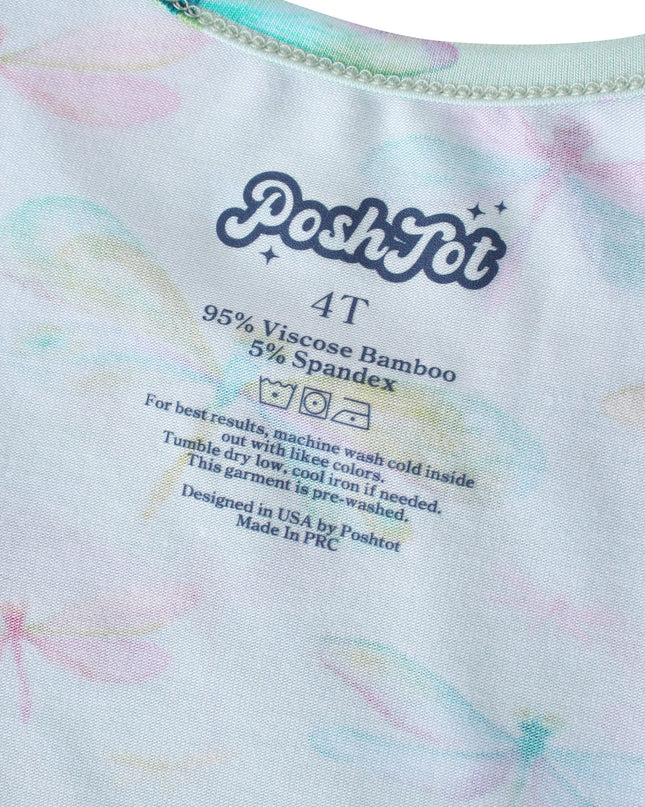 PoshTot
4T
95% Viscose Bamboo
5% Spandex
For best results, machine wash cold inside
out with likee colors.
Tumble dry low, cool iron if needed.
This garment is pre-washed.
Designed in USA by Poshtot
Made In PRC